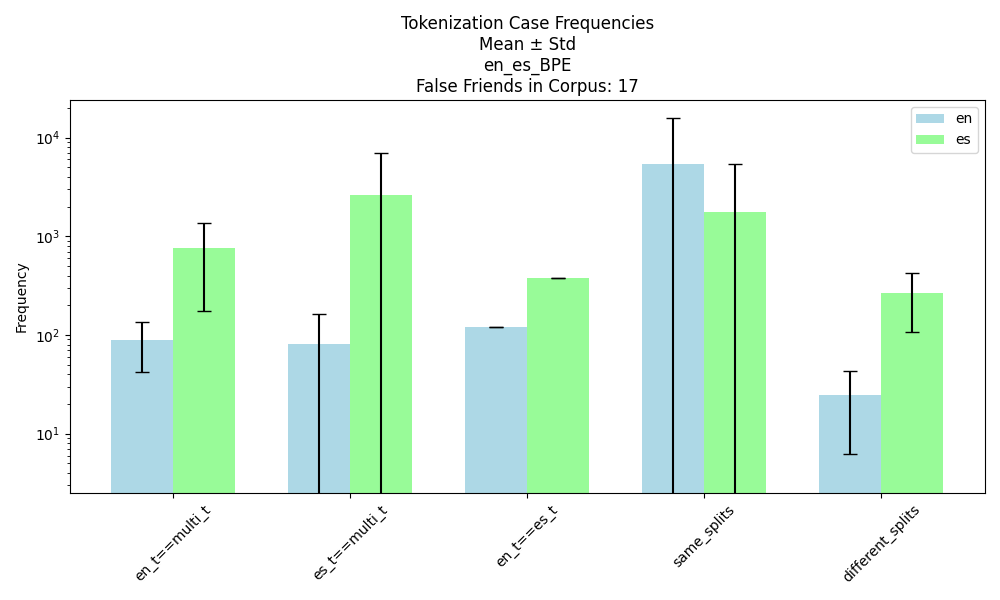 Tokenization Case Frequencies
Mean ± Std
en_es_BPE
False Friends in Corpus: 17
en
es
Frequency
10^4
10^3
10^2
10^1
en_t==multi_t
es_t==multi_t
en_t==es_t
same_splits
different_splits